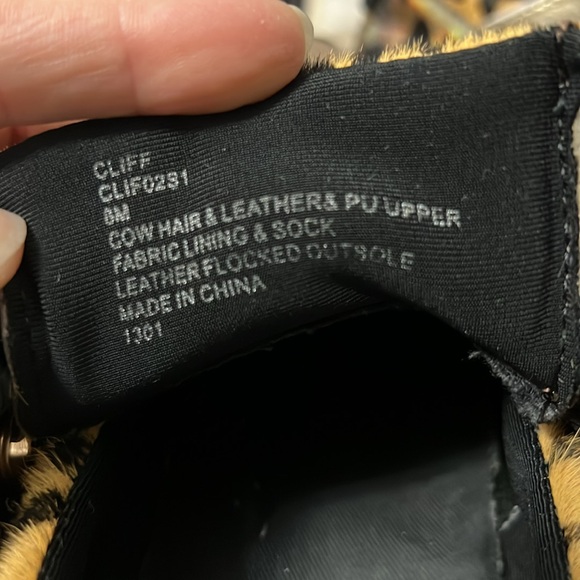 CLIFF
CLIF02S1
8M
COW HAIR & LEATHER & PU UPPER
FABRIC LINING & SOCK
LEATHER FLOCKED OUTSOLE
MADE IN CHINA
1301